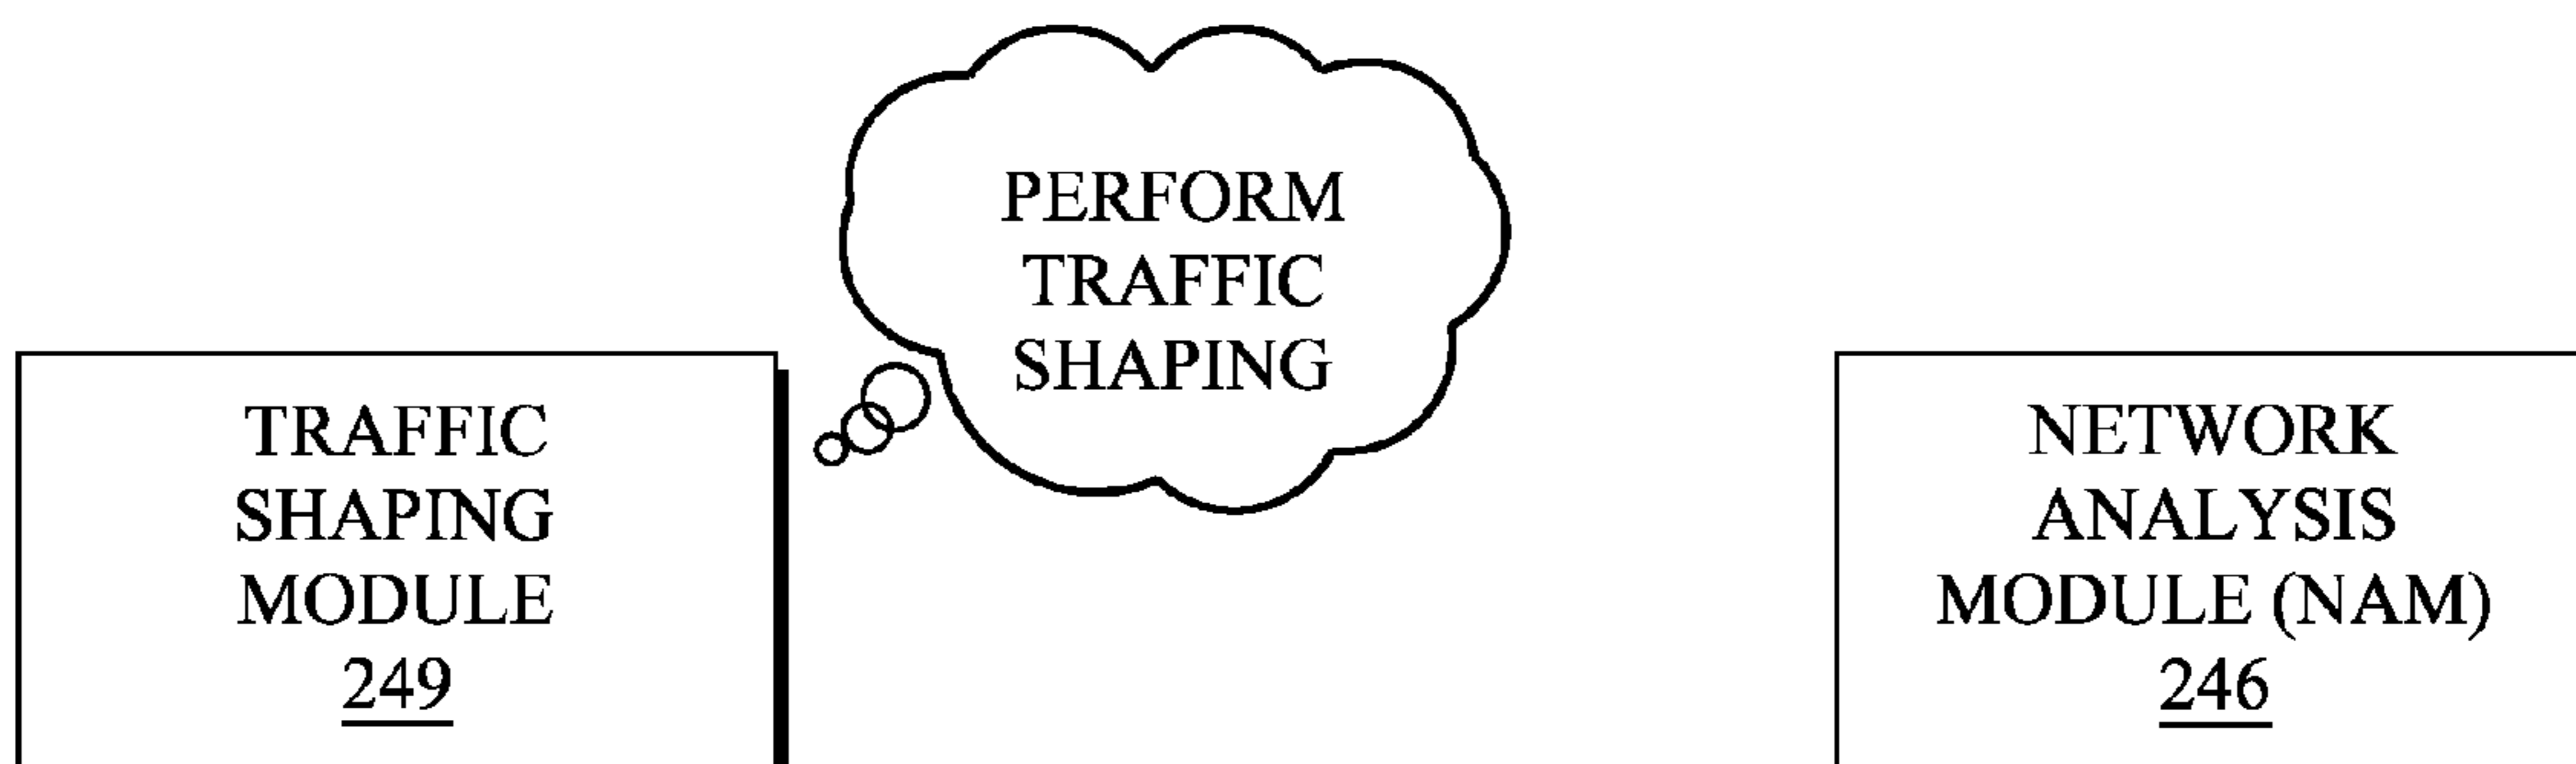 PERFORM
TRAFFIC
SHAPING
TRAFFIC
SHAPING
MODULE
249
NETWORK
ANALYSIS
MODULE (NAM)
246